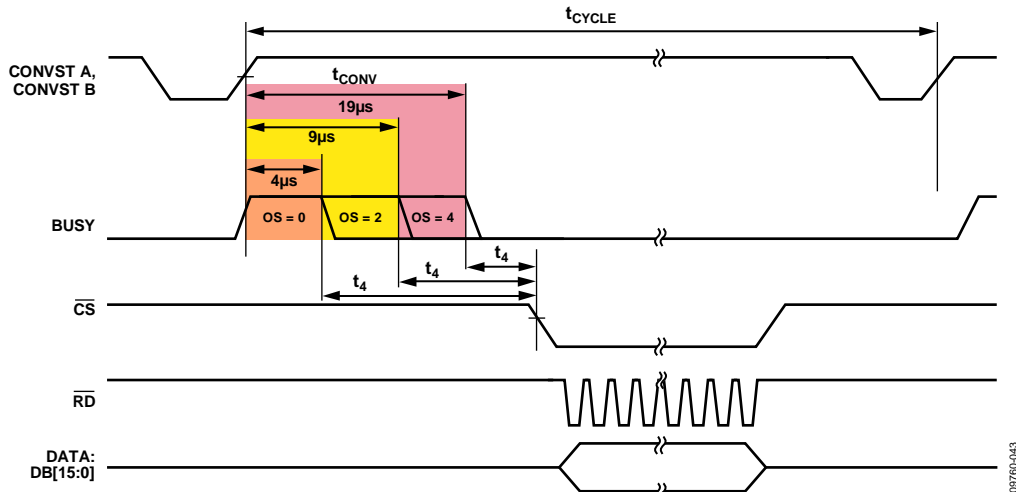 tCYCLE
CONVST A,
CONVST B
tCONV
19µs
9µs
4µs
BUSY
OS = 0
OS = 2
OS = 4
t4
t4
t4
CS
RD
DATA:
DB[15:0]
09760-043